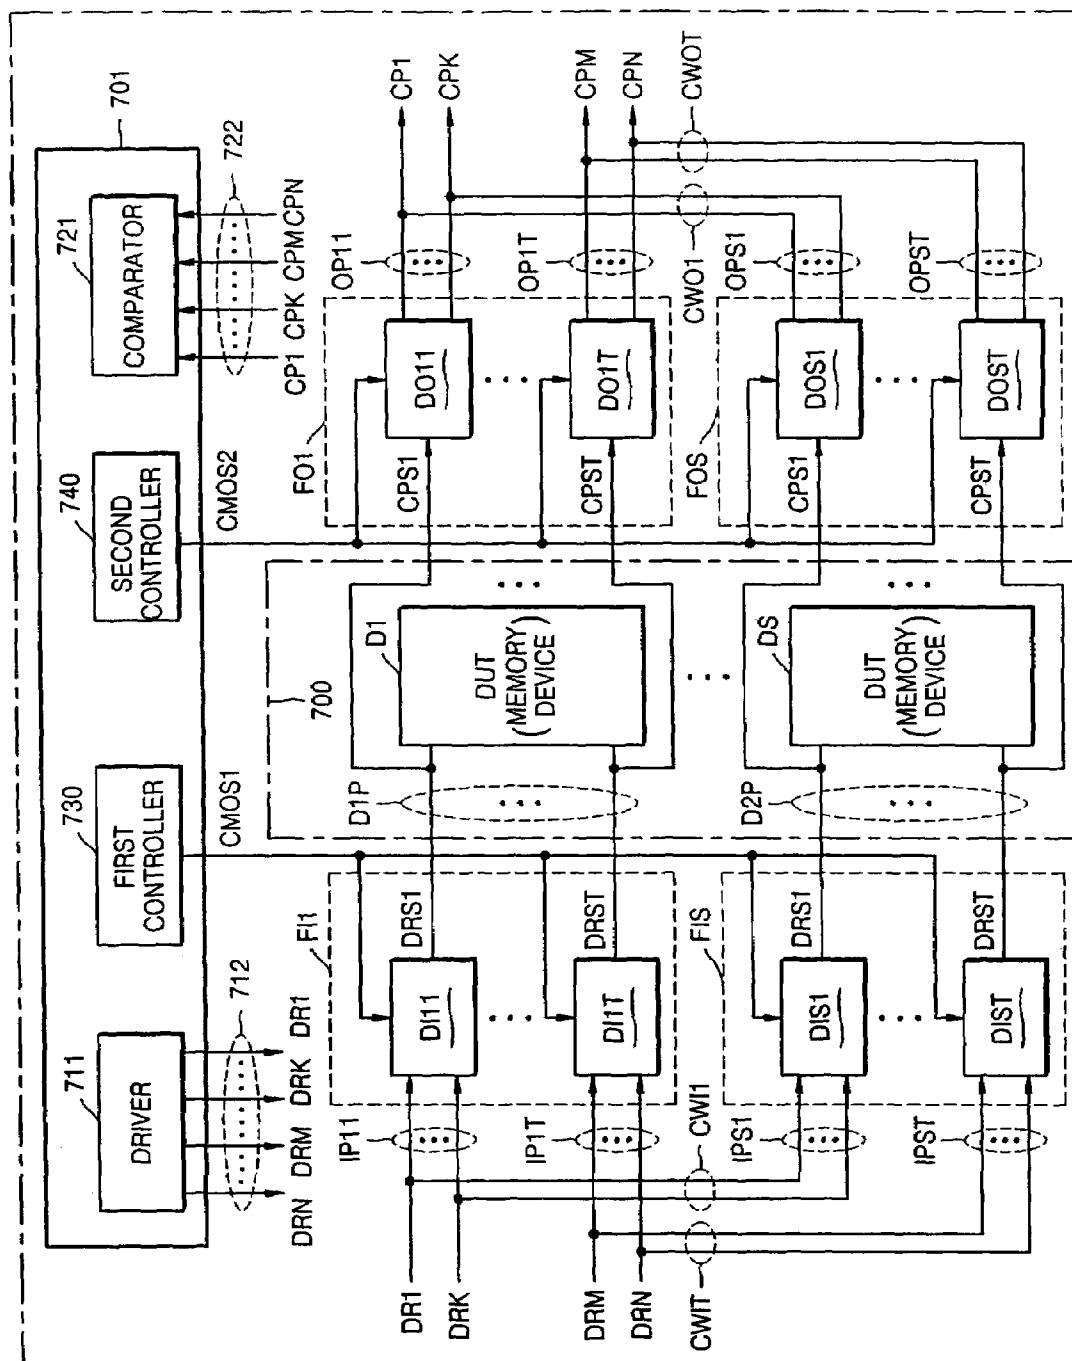 701
711
DRIVER
712
DRN DRM DRK DR1
730
FIRST
CONTROLLER
CMOS1
740
SECOND
CONTROLLER
CMOS2
721
COMPARATOR
722
CP1 CPK CPM CPN
DR1
DRK
DRM
DRN
CWIT
CWI1
IP11
IP1T
IPS1
IPST
FI1
DI11
DI1T
DRS1
DRST
FIS
DIS1
DIST
DRS1
DRST
700
D1P
D1
DUT
(MEMORY
DEVICE)
D2P
DS
DUT
(MEMORY
DEVICE)
FO1
CPS1
CPST
DO11
DO1T
FOS
CPS1
CPST
DOS1
DOST
OP11
OP1T
OPS1
OPST
CWO1
CWOT
CP1
CPK
CPM
CPN